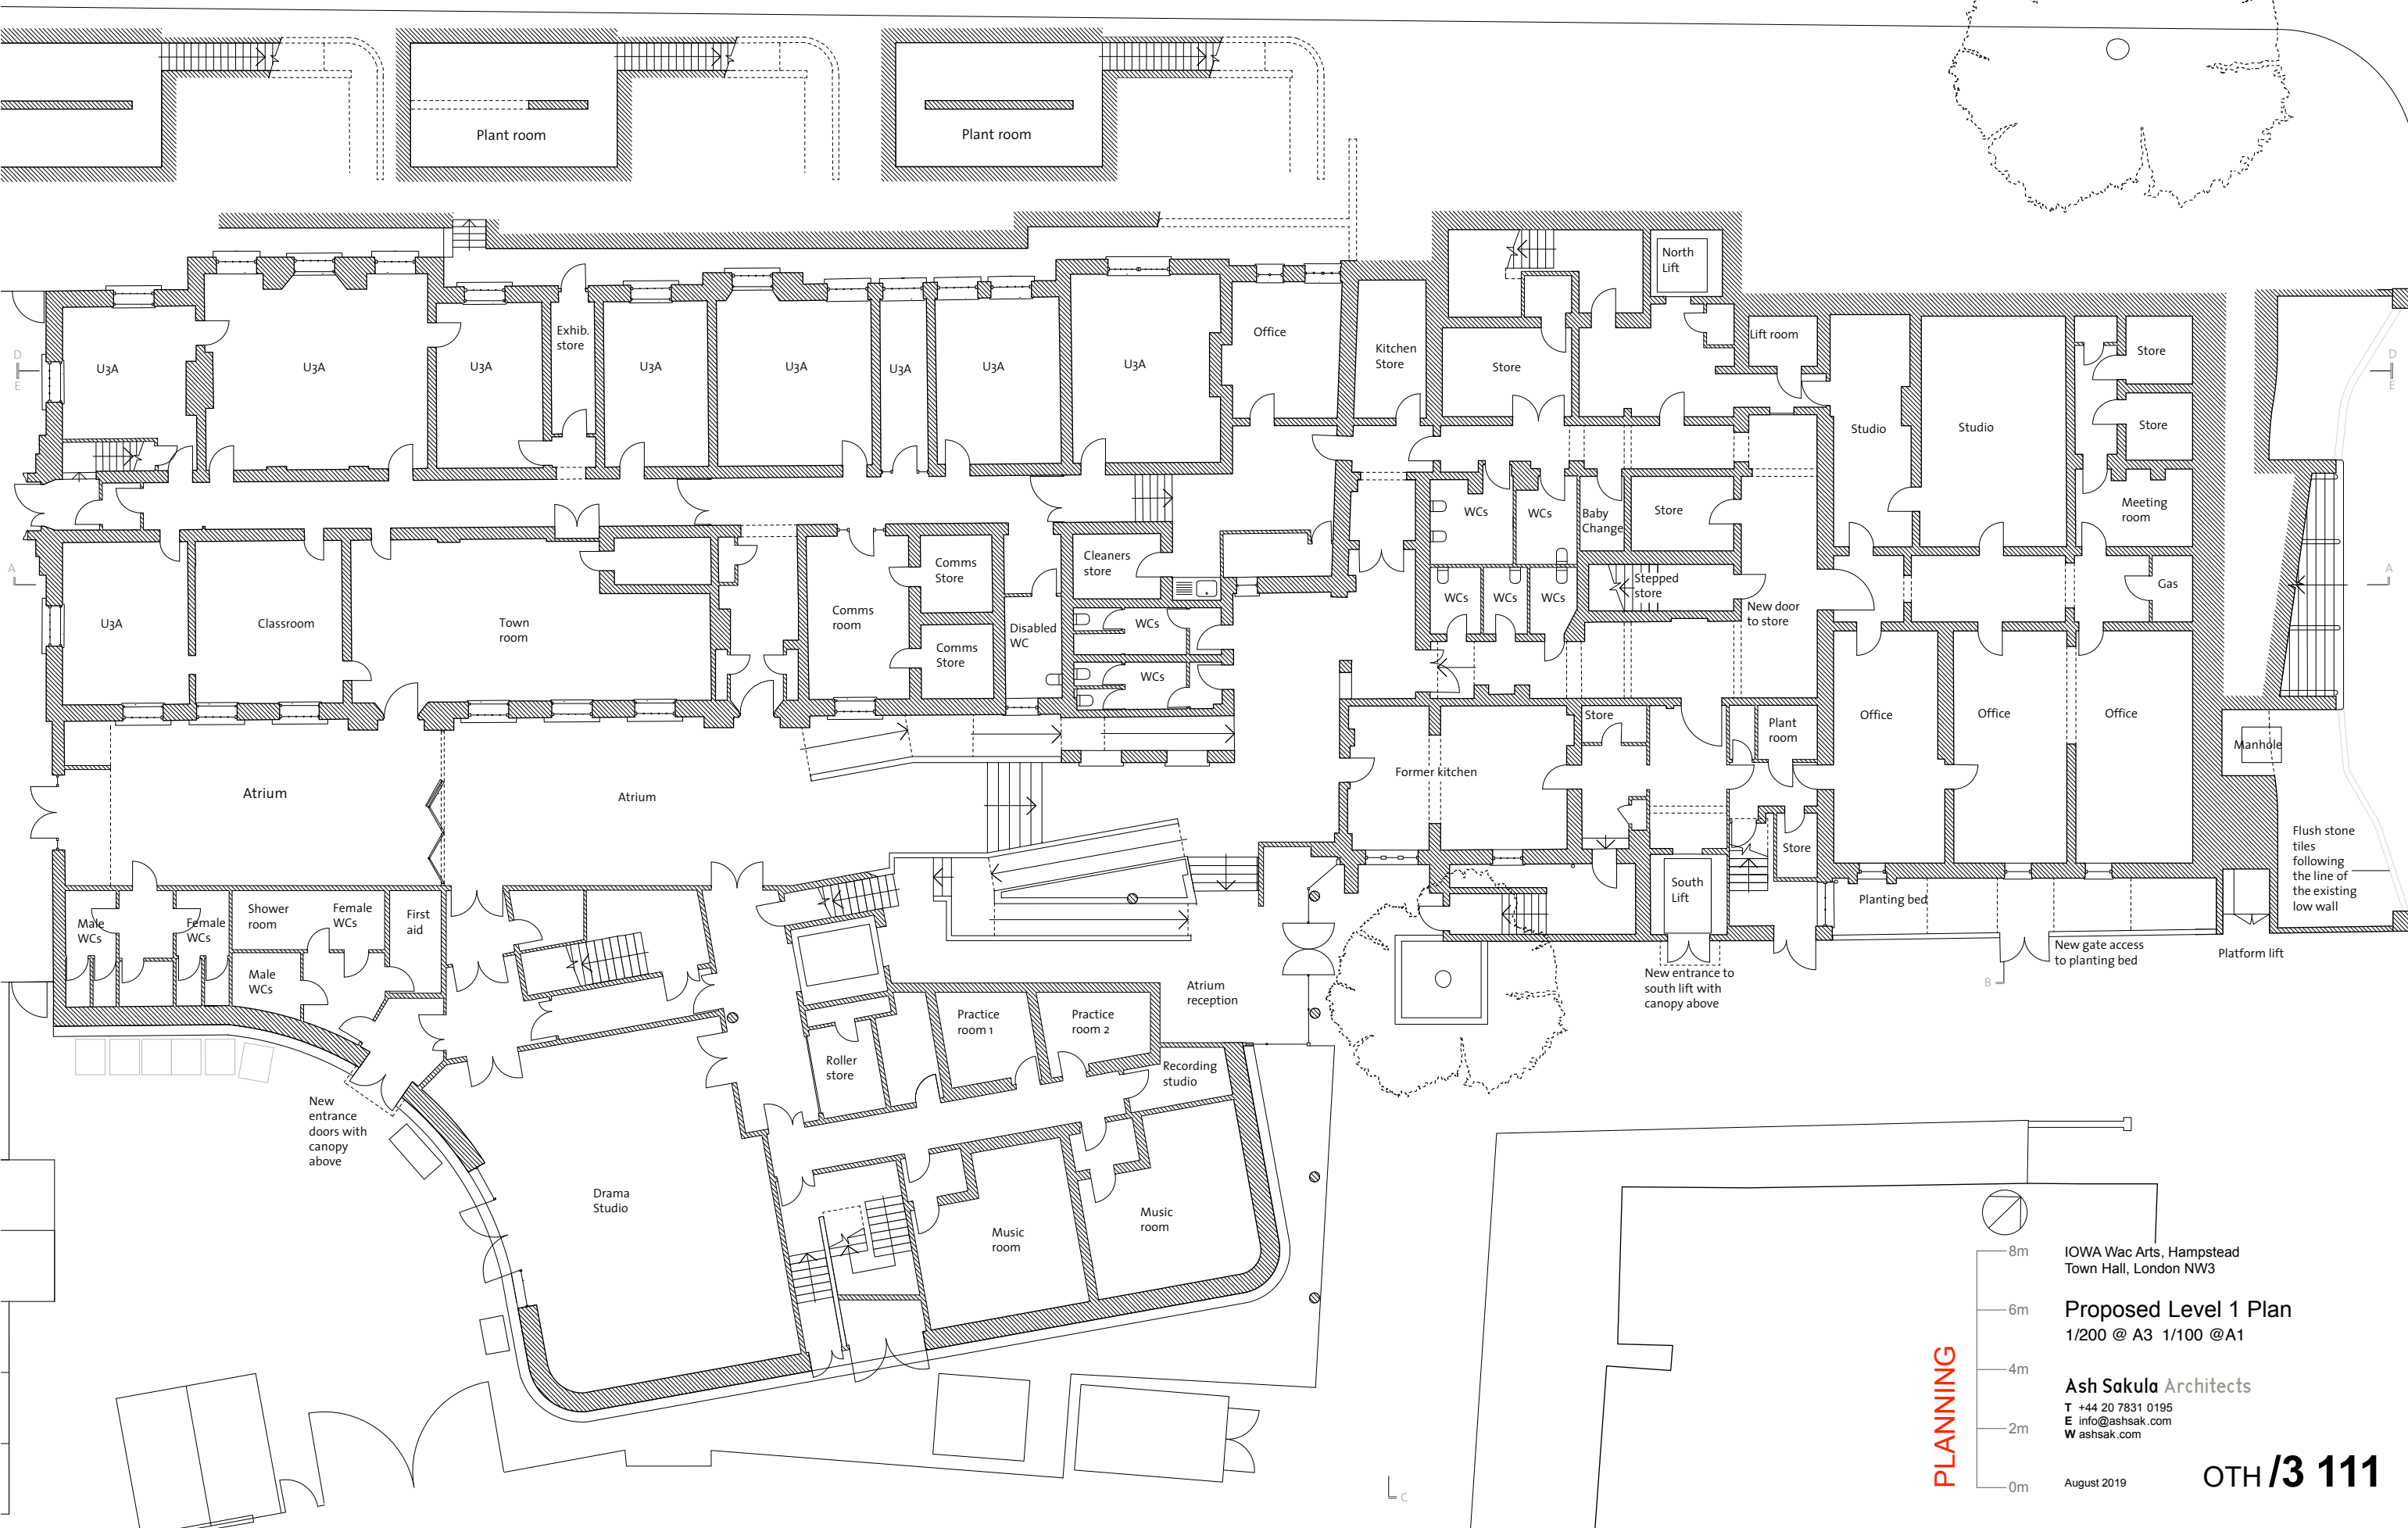 Plant room
Plant room
North
Lift
D
E
U3A
U3A
U3A
Exhib.
store
U3A
U3A
U3A
U3A
U3A
Office
Kitchen
Store
Store
Lift room
Studio
Studio
Store
Store
D
E
Meeting
room
WCs
WCs
Baby
Change
Store
A
U3A
Classroom
Town
room
Comms
room
Comms
Store
Comms
Store
Disabled
WC
Cleaners
store
WCs
WCs
WCs
WCs
WCs
Stepped
store
New door
to store
Gas
A
Atrium
Atrium
Former kitchen
Store
Plant
room
Store
Office
Office
Office
Manhole
Flush stone
tiles
following
the line of
the existing
low wall
Male
WCs
Female
WCs
Shower
room
Female
WCs
First
aid
Male
WCs
South
Lift
Planting bed
New entrance to
south lift with
canopy above
New gate access
to planting bed
B
Platform lift
Atrium
reception
Practice
room 1
Practice
room 2
Roller
store
Recording
studio
New
entrance
doors with
canopy
above
Drama
Studio
Music
room
Music
room
C
PLANNING
8m
6m
4m
2m
0m
IOWA Wac Arts, Hampstead
Town Hall, London NW3
Proposed Level 1 Plan
1/200 @ A3 1/100 @A1
Ash Sakula Architects
T +44 20 7831 0195
E info@ashsak.com
W ashsak.com
August 2019
OTH /3 111